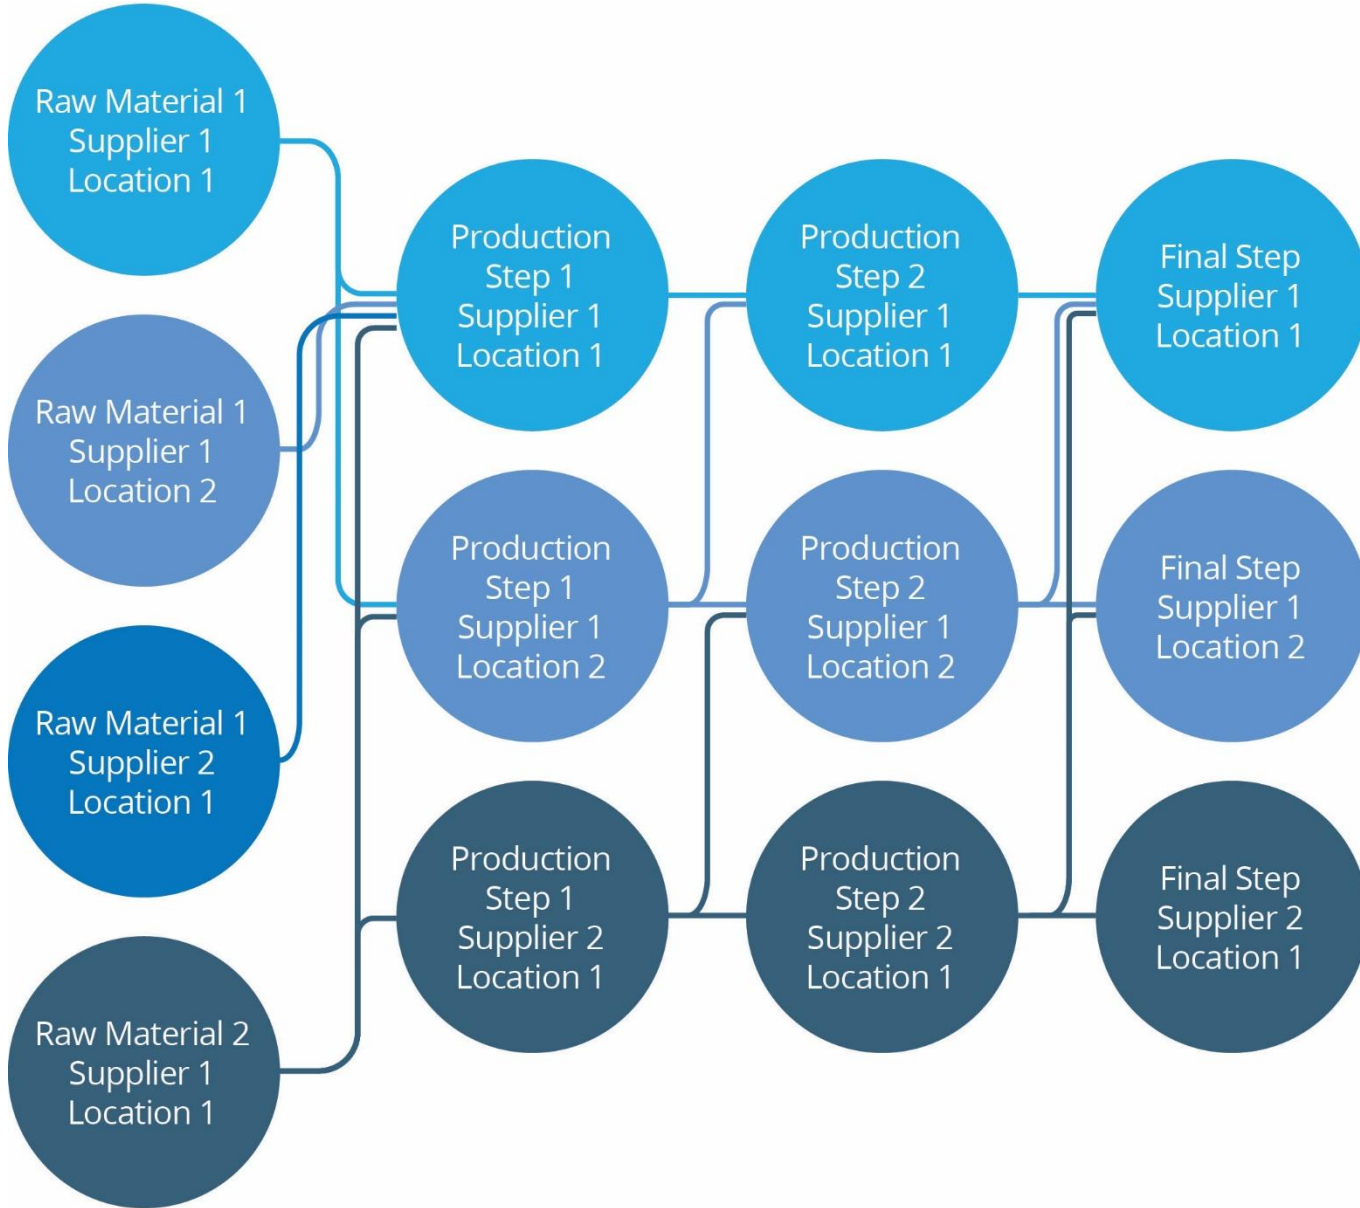 Raw Material 1
Supplier 1
Location 1
Raw Material 1
Supplier 1
Location 2
Raw Material 1
Supplier 2
Location 1
Raw Material 2
Supplier 1
Location 1
Production
Step 1
Supplier 1
Location 1
Production
Step 1
Supplier 1
Location 2
Production
Step 1
Supplier 2
Location 1
Production
Step 2
Supplier 1
Location 1
Production
Step 2
Supplier 1
Location 2
Production
Step 2
Supplier 2
Location 1
Final Step
Supplier 1
Location 1
Final Step
Supplier 1
Location 2
Final Step
Supplier 2
Location 1